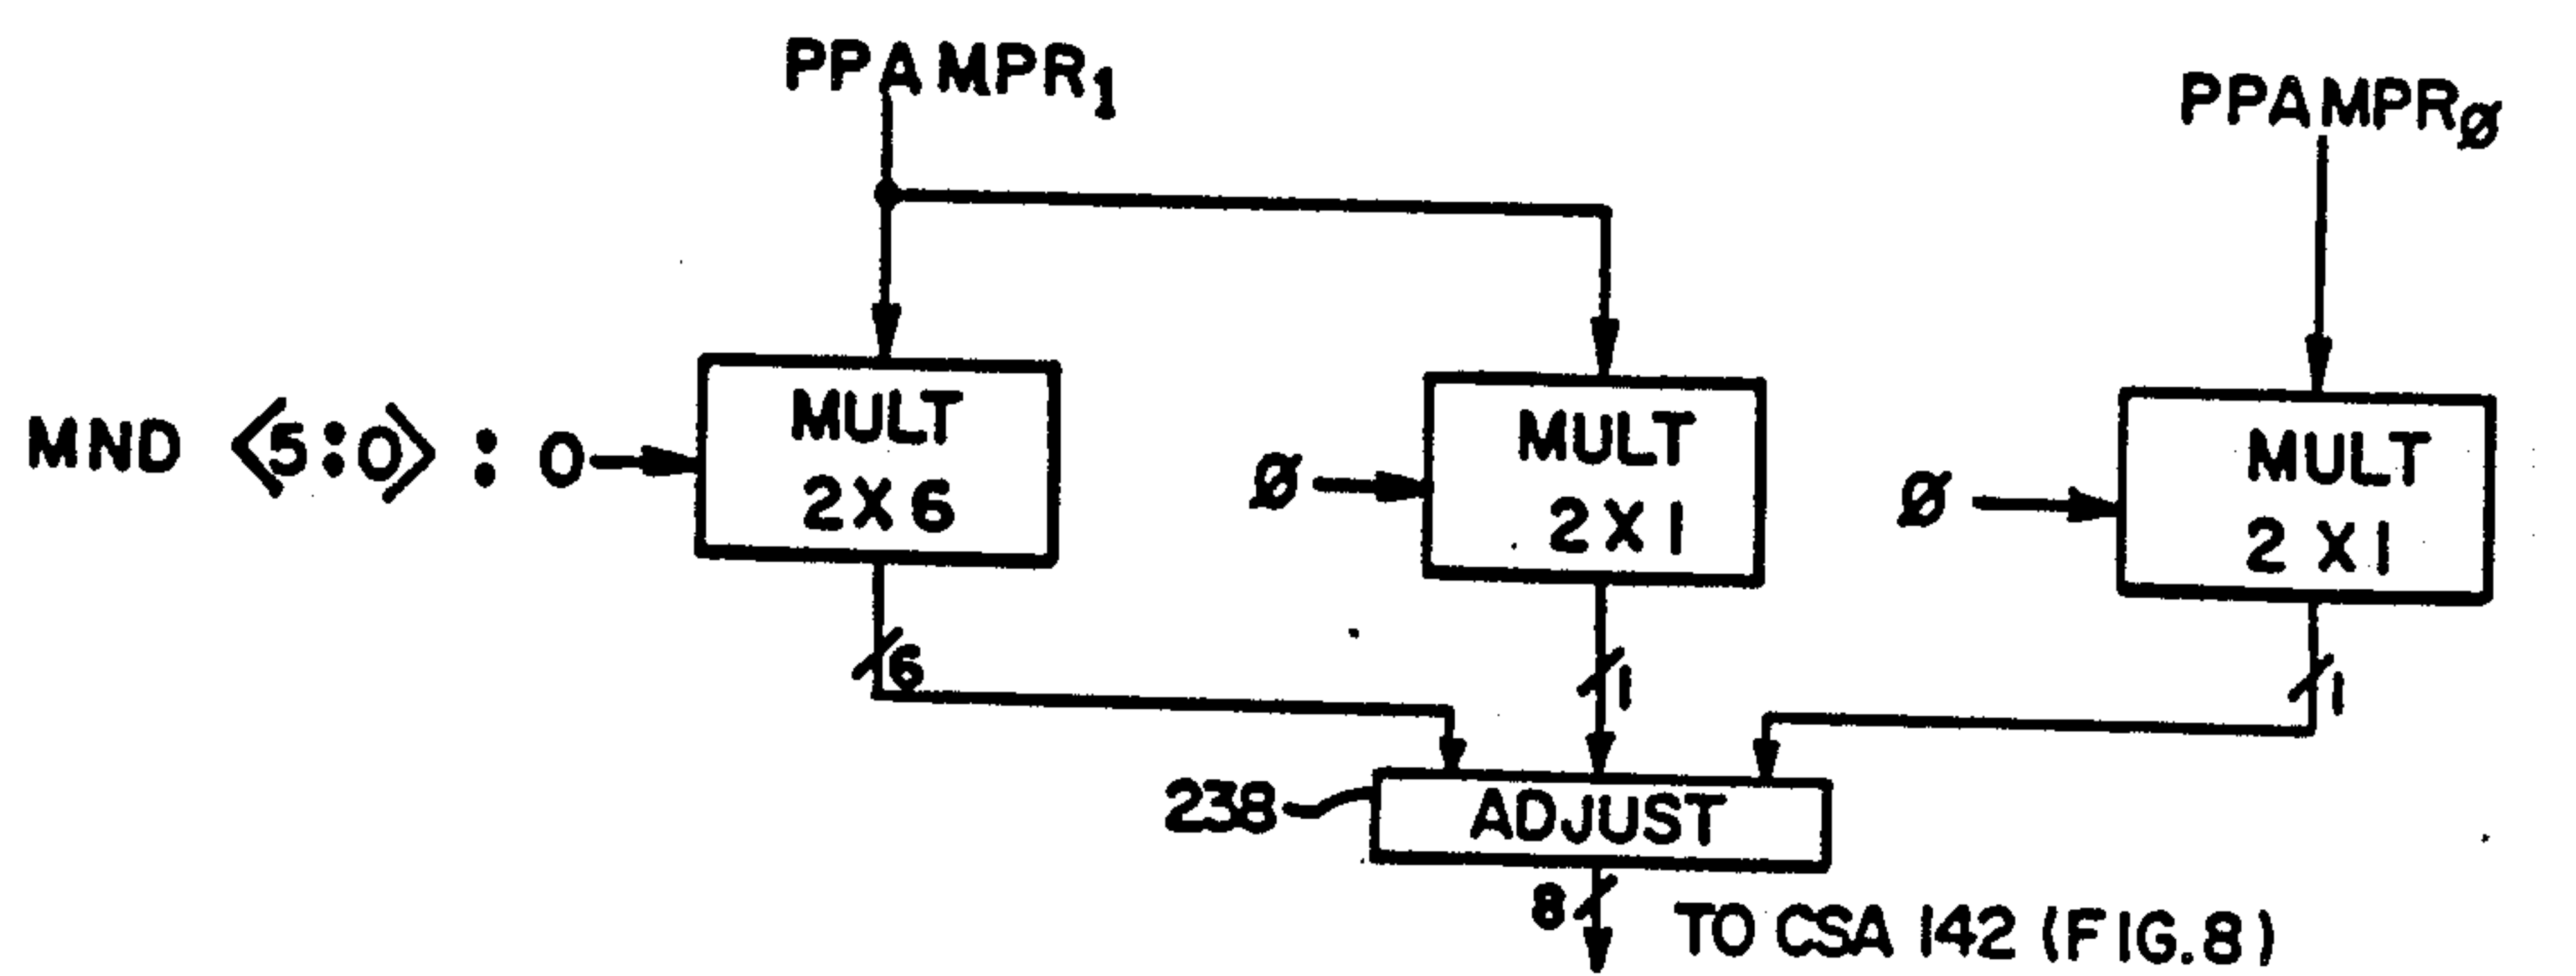 PPAMPR1
PPAMPRØ
MND <5:0> : 0
MULT
2X6
Ø
MULT
2X1
Ø
MULT
2X1
6
1
1
238
ADJUST
8
TO CSA 142 (FIG.8)